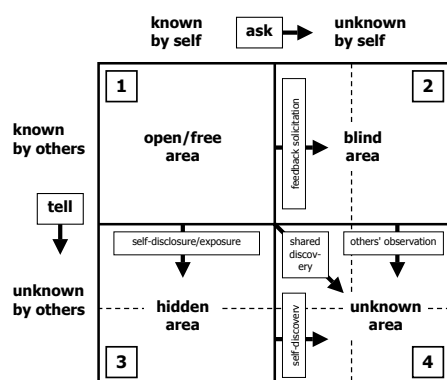 known
by self
ask
unknown
by self
1
2
known
by others
open/free
area
feedback solicitation
blind
area
tell
self-disclosure/exposure
shared
discov-
ery
others' observation
unknown
by others
hidden
area
self-discovery
unknown
area
3
4